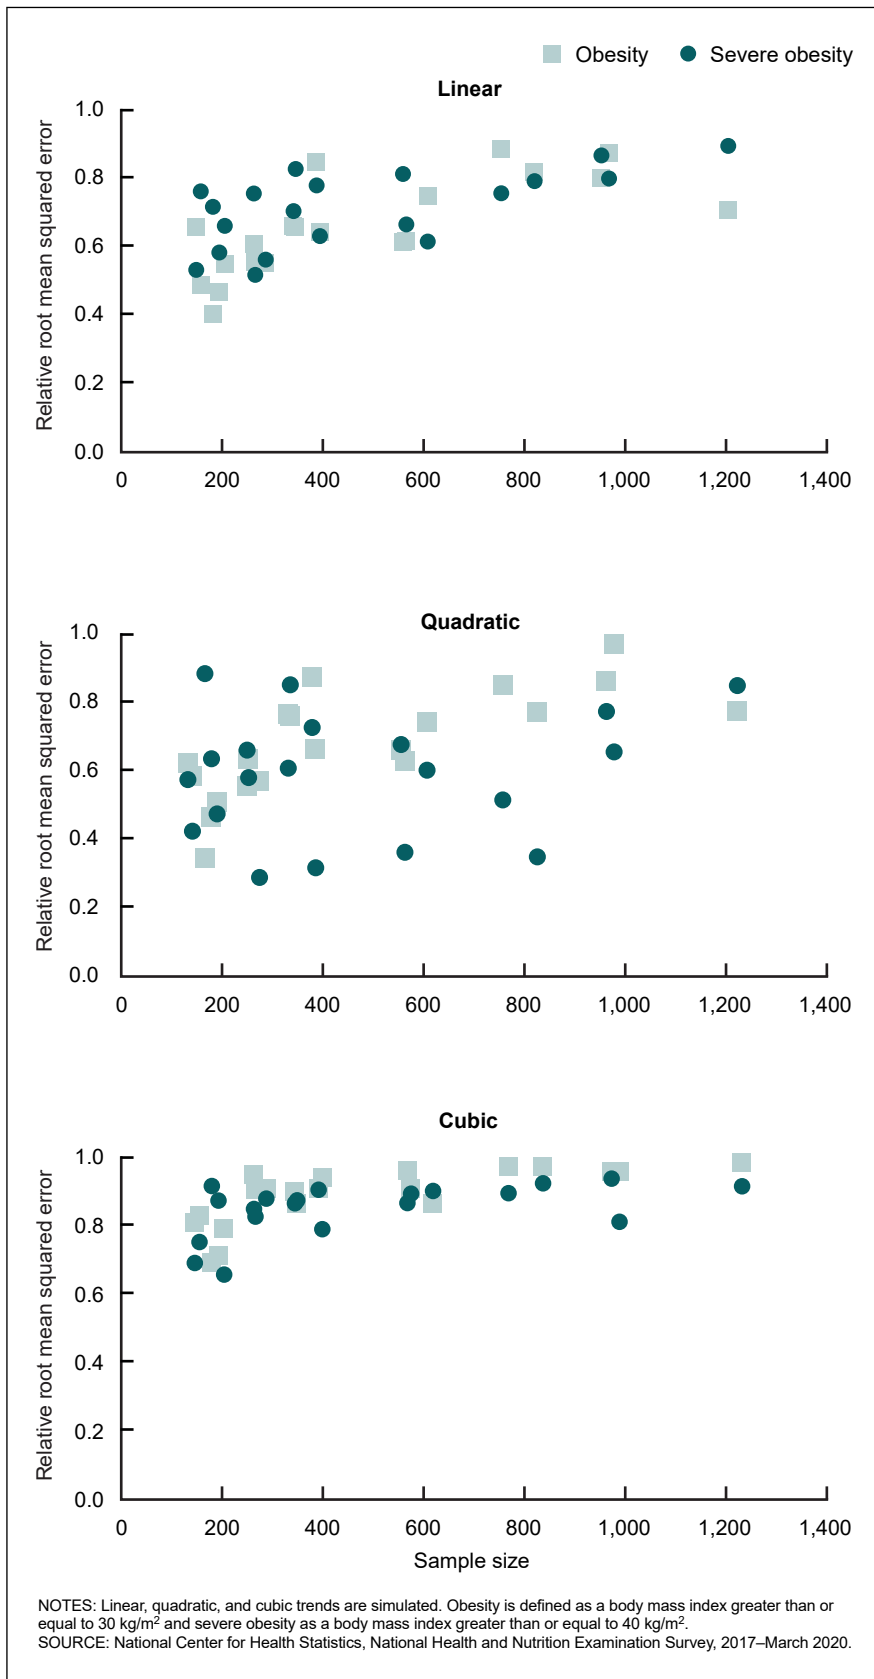 Obesity Severe obesity
Linear
Relative root mean squared error
1.0
0.8
0.6
0.4
0.2
0.0
0 200 400 600 800 1,000 1,200 1,400
Quadratic
Relative root mean squared error
1.0
0.8
0.6
0.4
0.2
0.0
0 200 400 600 800 1,000 1,200 1,400
Cubic
Relative root mean squared error
1.0
0.8
0.6
0.4
0.2
0.0
0 200 400 600 800 1,000 1,200 1,400
Sample size
NOTES: Linear, quadratic, and cubic trends are simulated. Obesity is defined as a body mass index greater than or
equal to 30 kg/m² and severe obesity as a body mass index greater than or equal to 40 kg/m².
SOURCE: National Center for Health Statistics, National Health and Nutrition Examination Survey, 2017–March 2020.